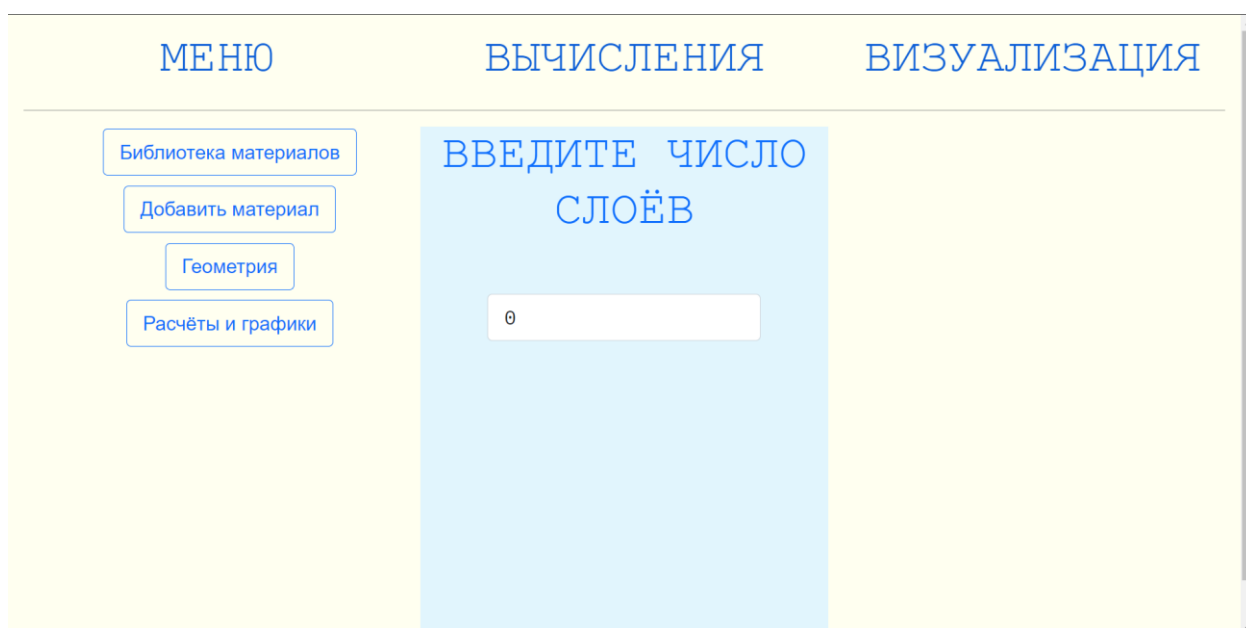 МЕНЮ
ВЫЧИСЛЕНИЯ
ВИЗУАЛИЗАЦИЯ
Библиотека материалов
Добавить материал
Геометрия
Расчёты и графики
ВВЕДИТЕ ЧИСЛО
СЛОЁВ
0